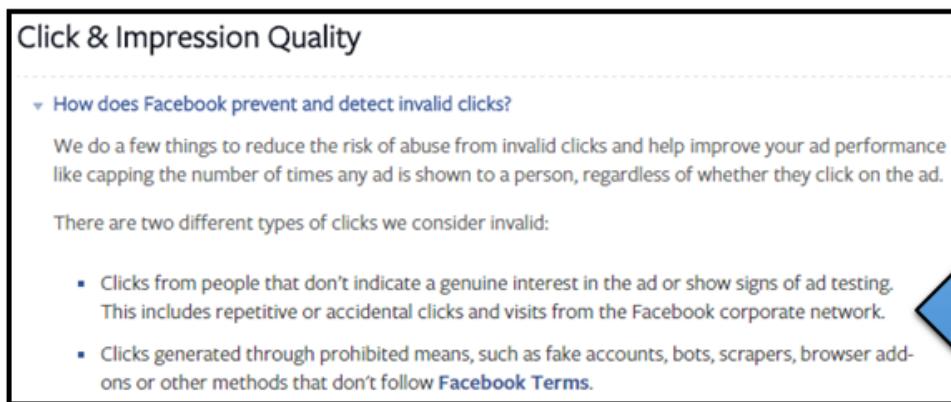 Click & Impression Quality
How does Facebook prevent and detect invalid clicks?
We do a few things to reduce the risk of abuse from invalid clicks and help improve your ad performance
like capping the number of times any ad is shown to a person, regardless of whether they click on the ad.
There are two different types of clicks we consider invalid:
▪ Clicks from people that don't indicate a genuine interest in the ad or show signs of ad testing.
This includes repetitive or accidental clicks and visits from the Facebook corporate network.
▪ Clicks generated through prohibited means, such as fake accounts, bots, scrapers, browser add-
ons or other methods that don't follow Facebook Terms.